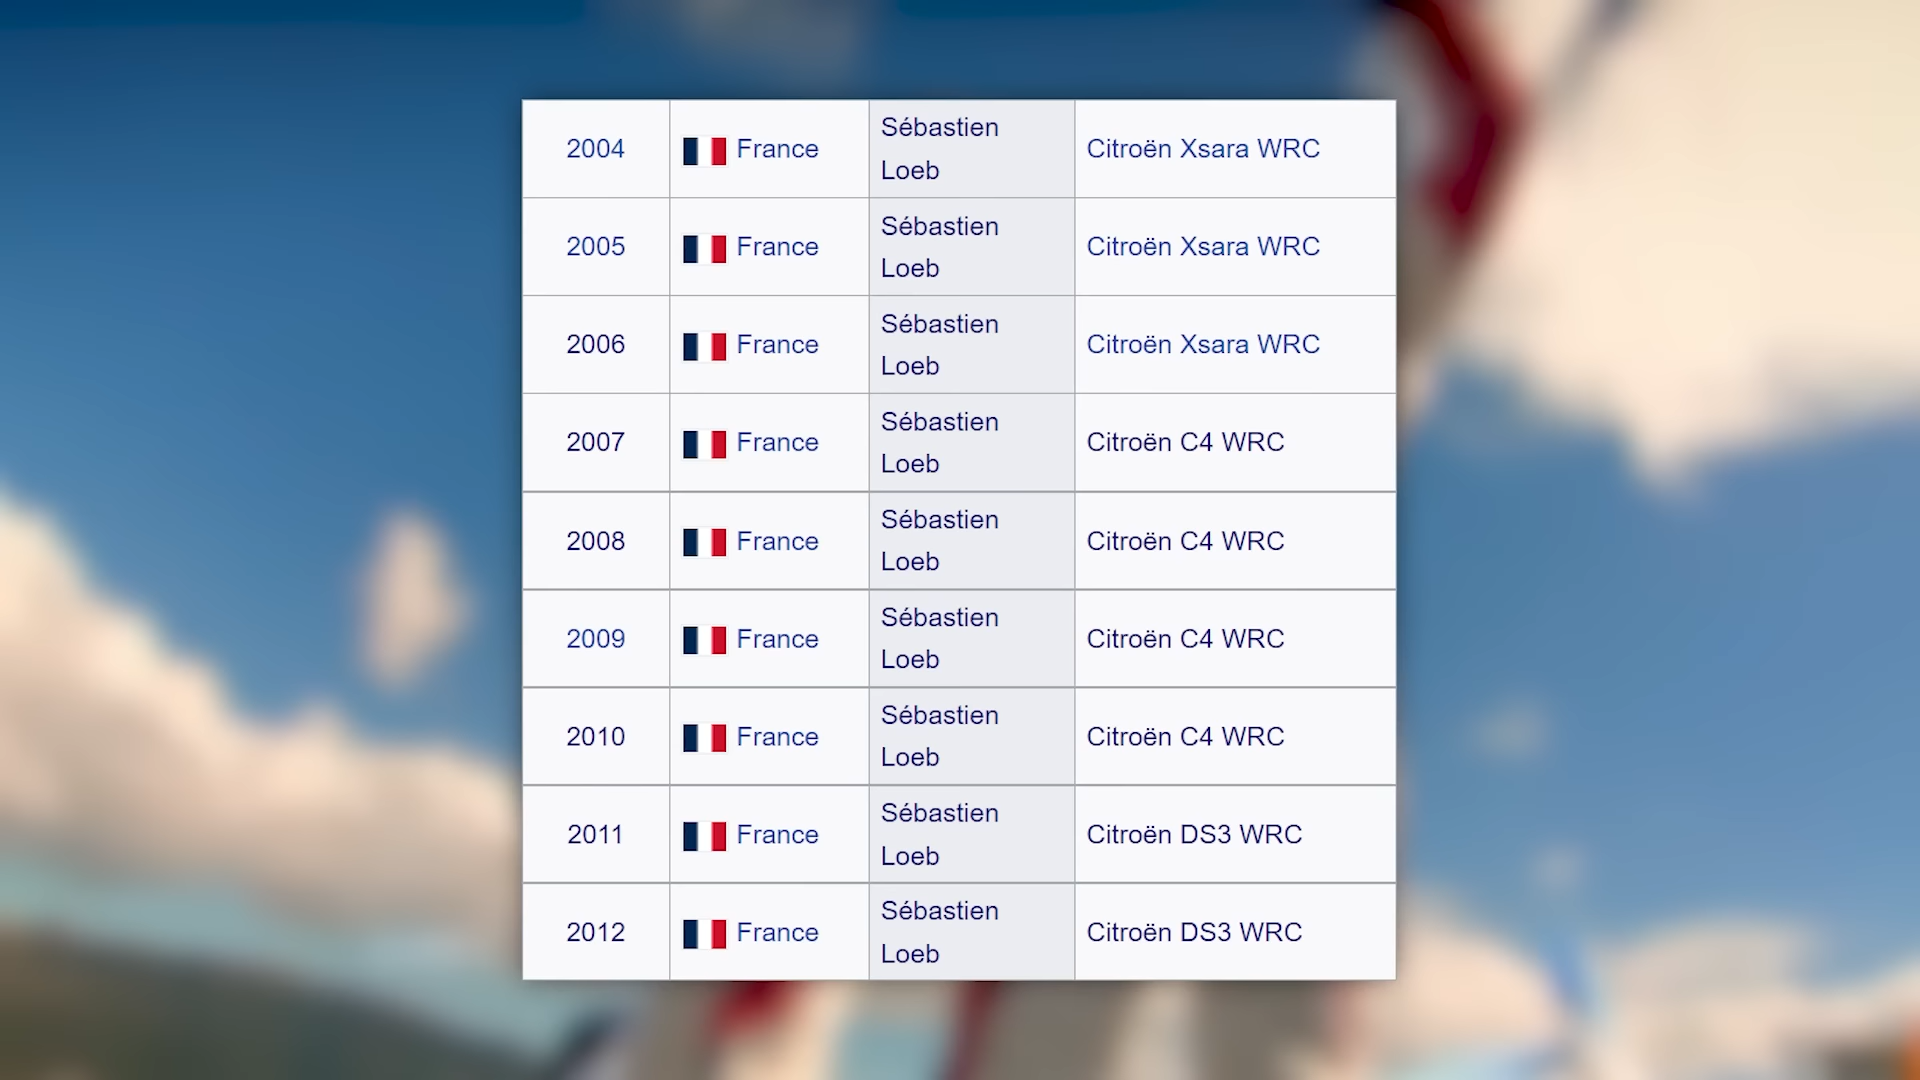 2004 France Sébastien Citroën Xsara WRC
Loeb
2005 France Sébastien Citroën Xsara WRC
Loeb
2006 France Sébastien Citroën Xsara WRC
Loeb
2007 France Sébastien Citroën C4 WRC
Loeb
2008 France Sébastien Citroën C4 WRC
Loeb
2009 France Sébastien Citroën C4 WRC
Loeb
2010 France Sébastien Citroën C4 WRC
Loeb
2011 France Sébastien Citroën DS3 WRC
Loeb
2012 France Sébastien Citroën DS3 WRC
Loeb